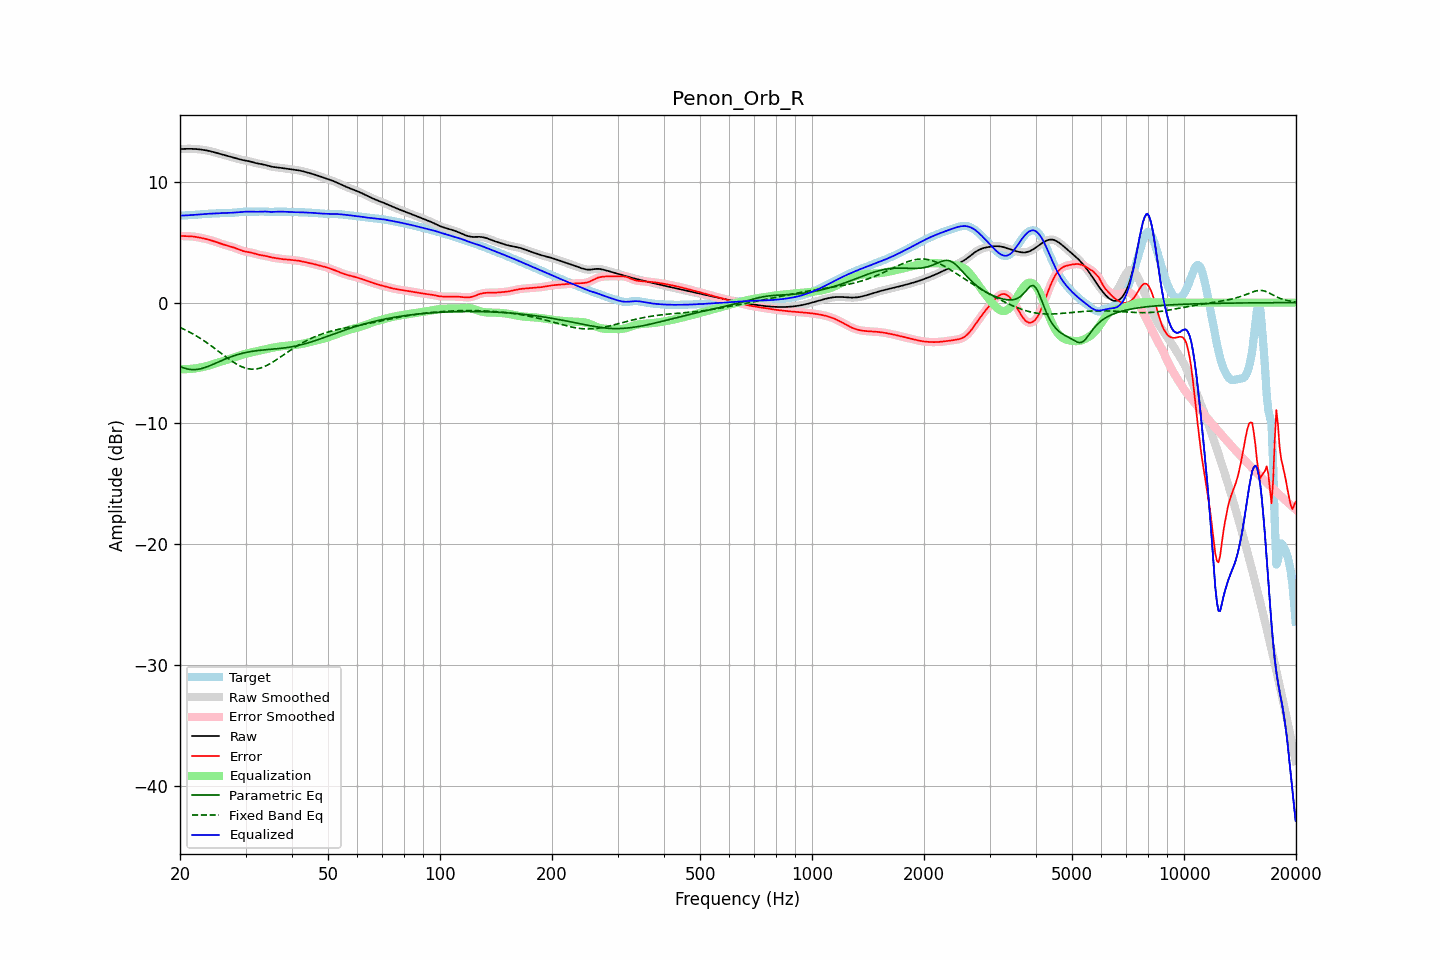 Penon_Orb_R
10
0
−10
−20
−30
−40
Amplitude (dBr)
Target
Raw Smoothed
Error Smoothed
Raw
Error
Equalization
Parametric Eq
Fixed Band Eq
Equalized
20 50 100 200 500 1000 2000 5000 10000 20000
Frequency (Hz)